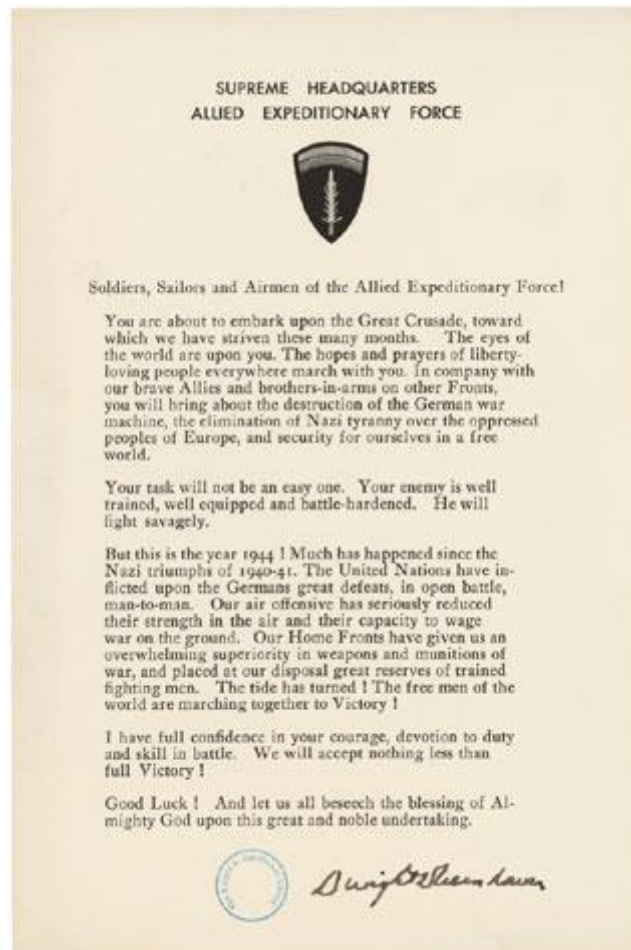 SUPREME HEADQUARTERS
ALLIED EXPEDITIONARY FORCE
Soldiers, Sailors and Airmen of the Allied Expeditionary Force!
You are about to embark upon the Great Crusade, toward
which we have striven these many months. The eyes of
the world are upon you. The hopes and prayers of liberty-
loving people everywhere march with you. In company with
our brave Allies and brothers-in-arms on other Fronts,
you will bring about the destruction of the German war
machine, the elimination of Nazi tyranny over the oppressed
peoples of Europe, and security for ourselves in a free
world.
Your task will not be an easy one. Your enemy is well
trained, well equipped and battle-hardened. He will
fight savagely.
But this is the year 1944 ! Much has happened since the
Nazi triumphs of 1940-41. The United Nations have in-
flicted upon the Germans great defeats, in open battle,
man-to-man. Our air offensive has seriously reduced
their strength in the air and their capacity to wage
war on the ground. Our Home Fronts have given us an
overwhelming superiority in weapons and munitions of
war, and placed at our disposal great reserves of trained
fighting men. The tide has turned ! The free men of the
world are marching together to Victory !
I have full confidence in your courage, devotion to duty
and skill in battle. We will accept nothing less than
full Victory !
Good Luck ! And let us all beseech the blessing of Al-
mighty God upon this great and noble undertaking.
Dwight D Eisenhower